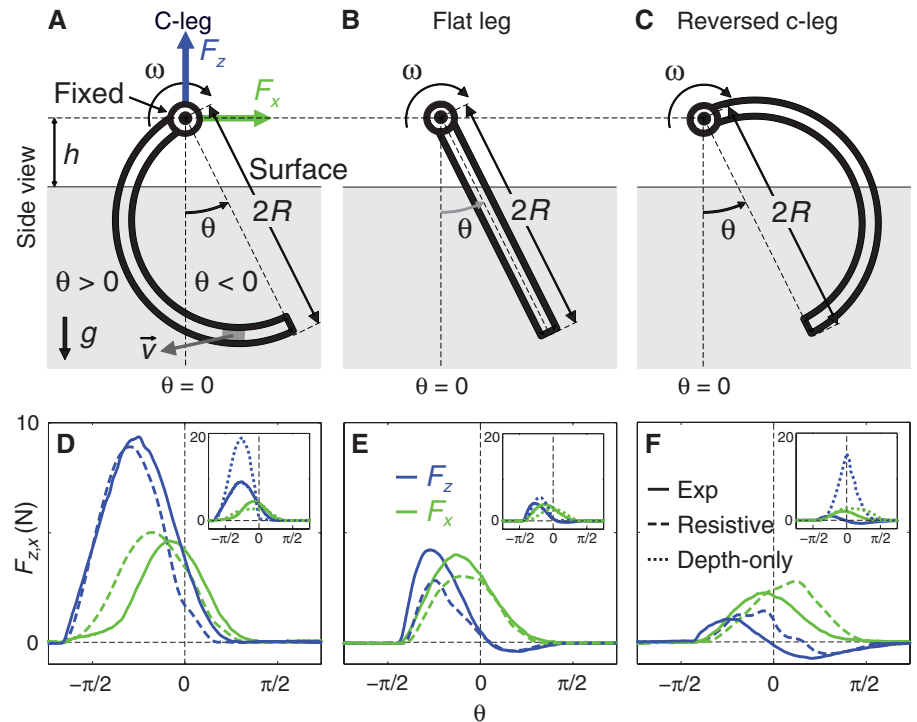 A C-leg
B Flat leg
C Reversed c-leg
F_z
ω
Fixed
F_x
ω
ω
h
Surface
Side view
2R
2R
2R
θ
θ
θ
θ > 0
θ < 0
g
v
θ = 0
θ = 0
θ = 0
10
D
20
0
−π/2 0 π/2
E
20
0
−π/2 0 π/2
F
20
0
−π/2 0 π/2
F_z
F_x
Exp
Resistive
Depth-only
F_z,x (N)
0
−π/2 0 π/2
−π/2 0 π/2
−π/2 0 π/2
θ